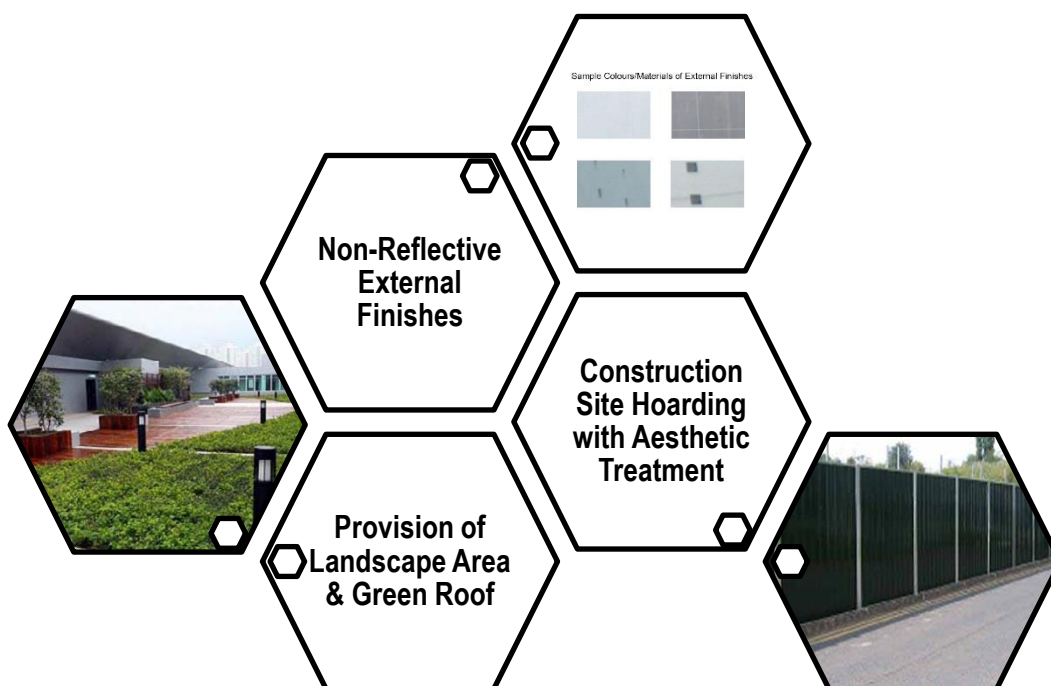 Sample Colours/Materials of External Finishes
Non-Reflective
External
Finishes
Construction
Site Hoarding
with Aesthetic
Treatment
Provision of
Landscape Area
& Green Roof